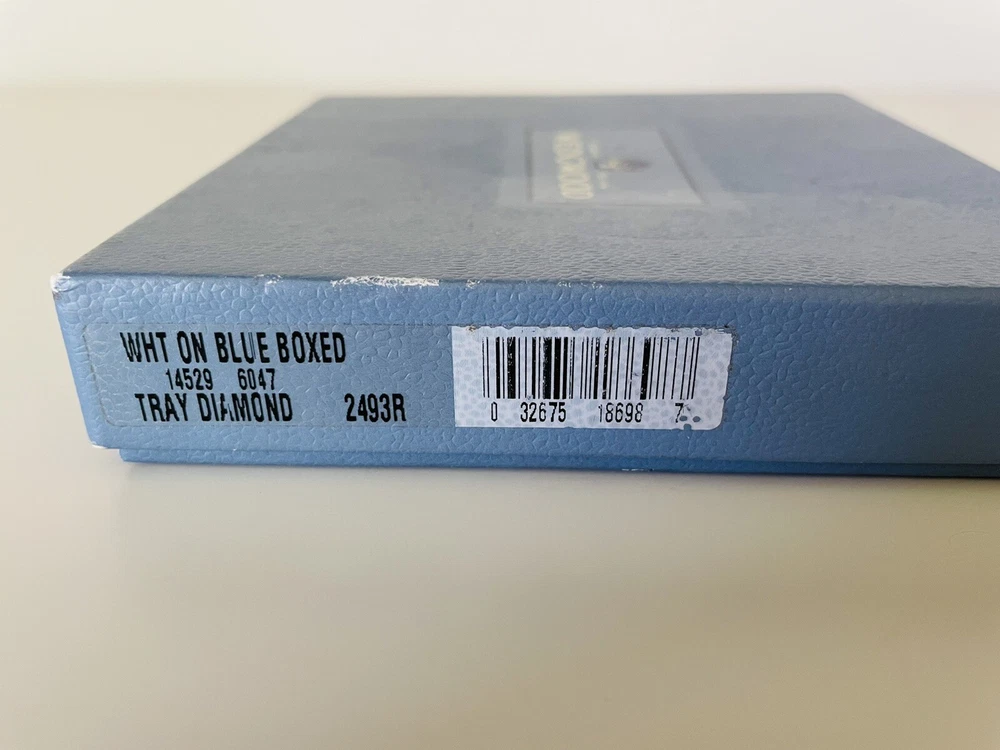 WHT ON BLUE BOXED
14529 6047
TRAY DIAMOND 2493R
0 32675 18698 7